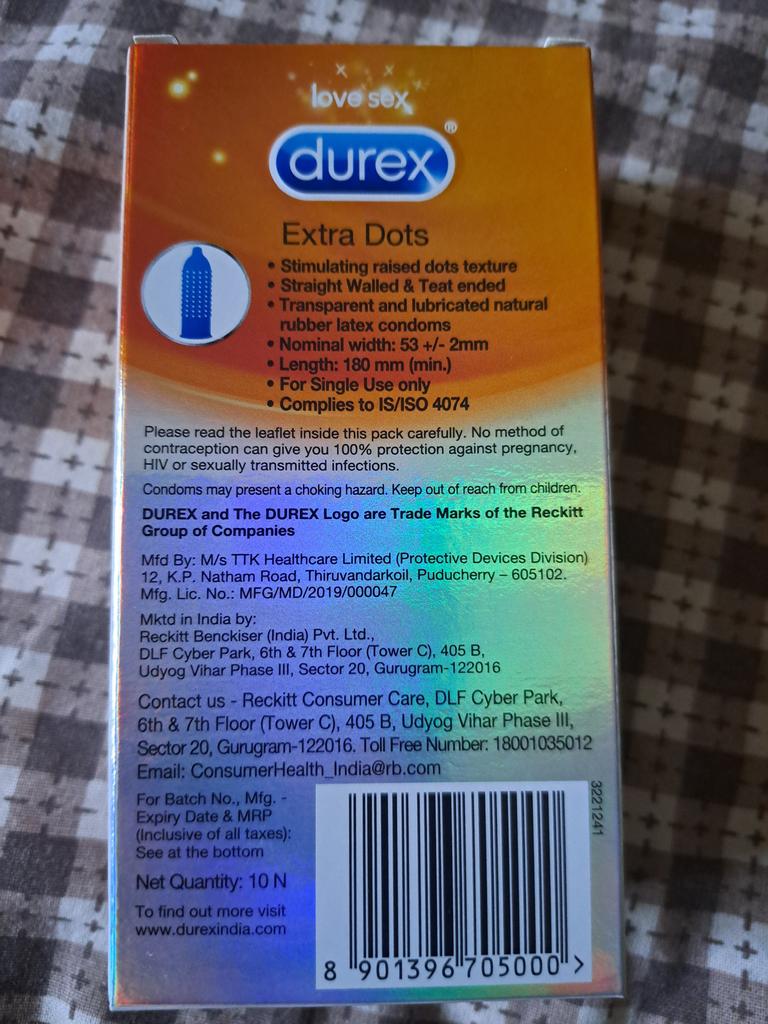 love sex
durex®
Extra Dots
• Stimulating raised dots texture
• Straight Walled & Teat ended
• Transparent and lubricated natural
rubber latex condoms
• Nominal width: 53 +/- 2mm
• Length: 180 mm (min.)
• For Single Use only
• Complies to IS/ISO 4074
Please read the leaflet inside this pack carefully. No method of
contraception can give you 100% protection against pregnancy,
HIV or sexually transmitted infections.
Condoms may present a choking hazard. Keep out of reach from children.
DUREX and The DUREX Logo are Trade Marks of the Reckitt
Group of Companies
Mfd By: M/s TTK Healthcare Limited (Protective Devices Division)
12, K.P. Natham Road, Thiruvandarkoil, Puducherry – 605102.
Mfg. Lic. No.: MFG/MD/2019/000047
Mktd in India by:
Reckitt Benckiser (India) Pvt. Ltd.,
DLF Cyber Park, 6th & 7th Floor (Tower C), 405 B,
Udyog Vihar Phase III, Sector 20, Gurugram-122016
Contact us - Reckitt Consumer Care, DLF Cyber Park,
6th & 7th Floor (Tower C), 405 B, Udyog Vihar Phase III,
Sector 20, Gurugram-122016. Toll Free Number: 18001035012
Email: ConsumerHealth_India@rb.com
For Batch No., Mfg. -
Expiry Date & MRP
(Inclusive of all taxes):
See at the bottom
Net Quantity: 10 N
To find out more visit
www.durexindia.com
3221241
8 901396 705000 >